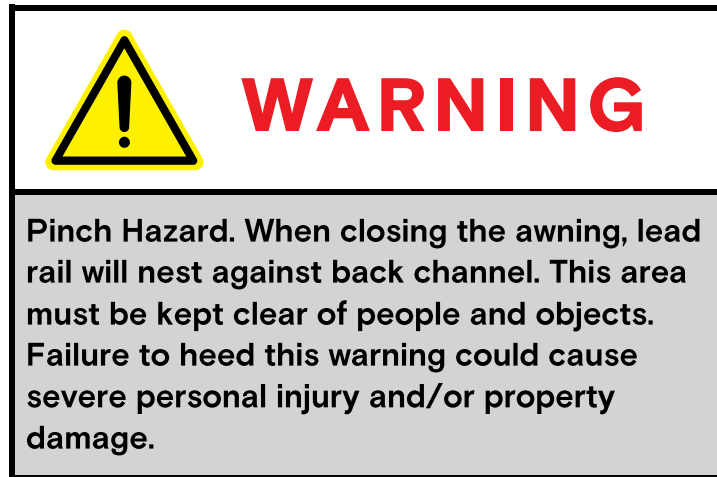 WARNING
Pinch Hazard. When closing the awning, lead
rail will nest against back channel. This area
must be kept clear of people and objects.
Failure to heed this warning could cause
severe personal injury and/or property
damage.